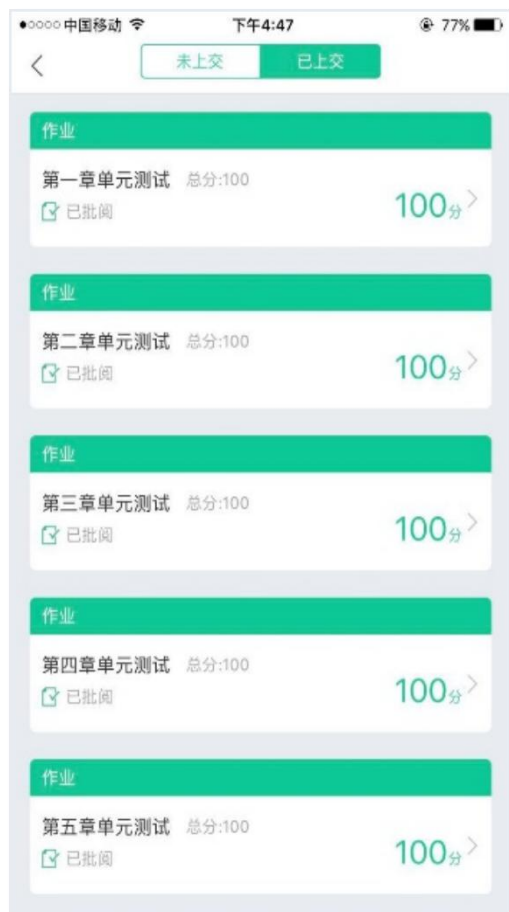 中国移动 下午4:47 77%
未上交 已上交
作业
第一章单元测试 总分:100
已批阅
100分
作业
第二章单元测试 总分:100
已批阅
100分
作业
第三章单元测试 总分:100
已批阅
100分
作业
第四章单元测试 总分:100
已批阅
100分
作业
第五章单元测试 总分:100
已批阅
100分